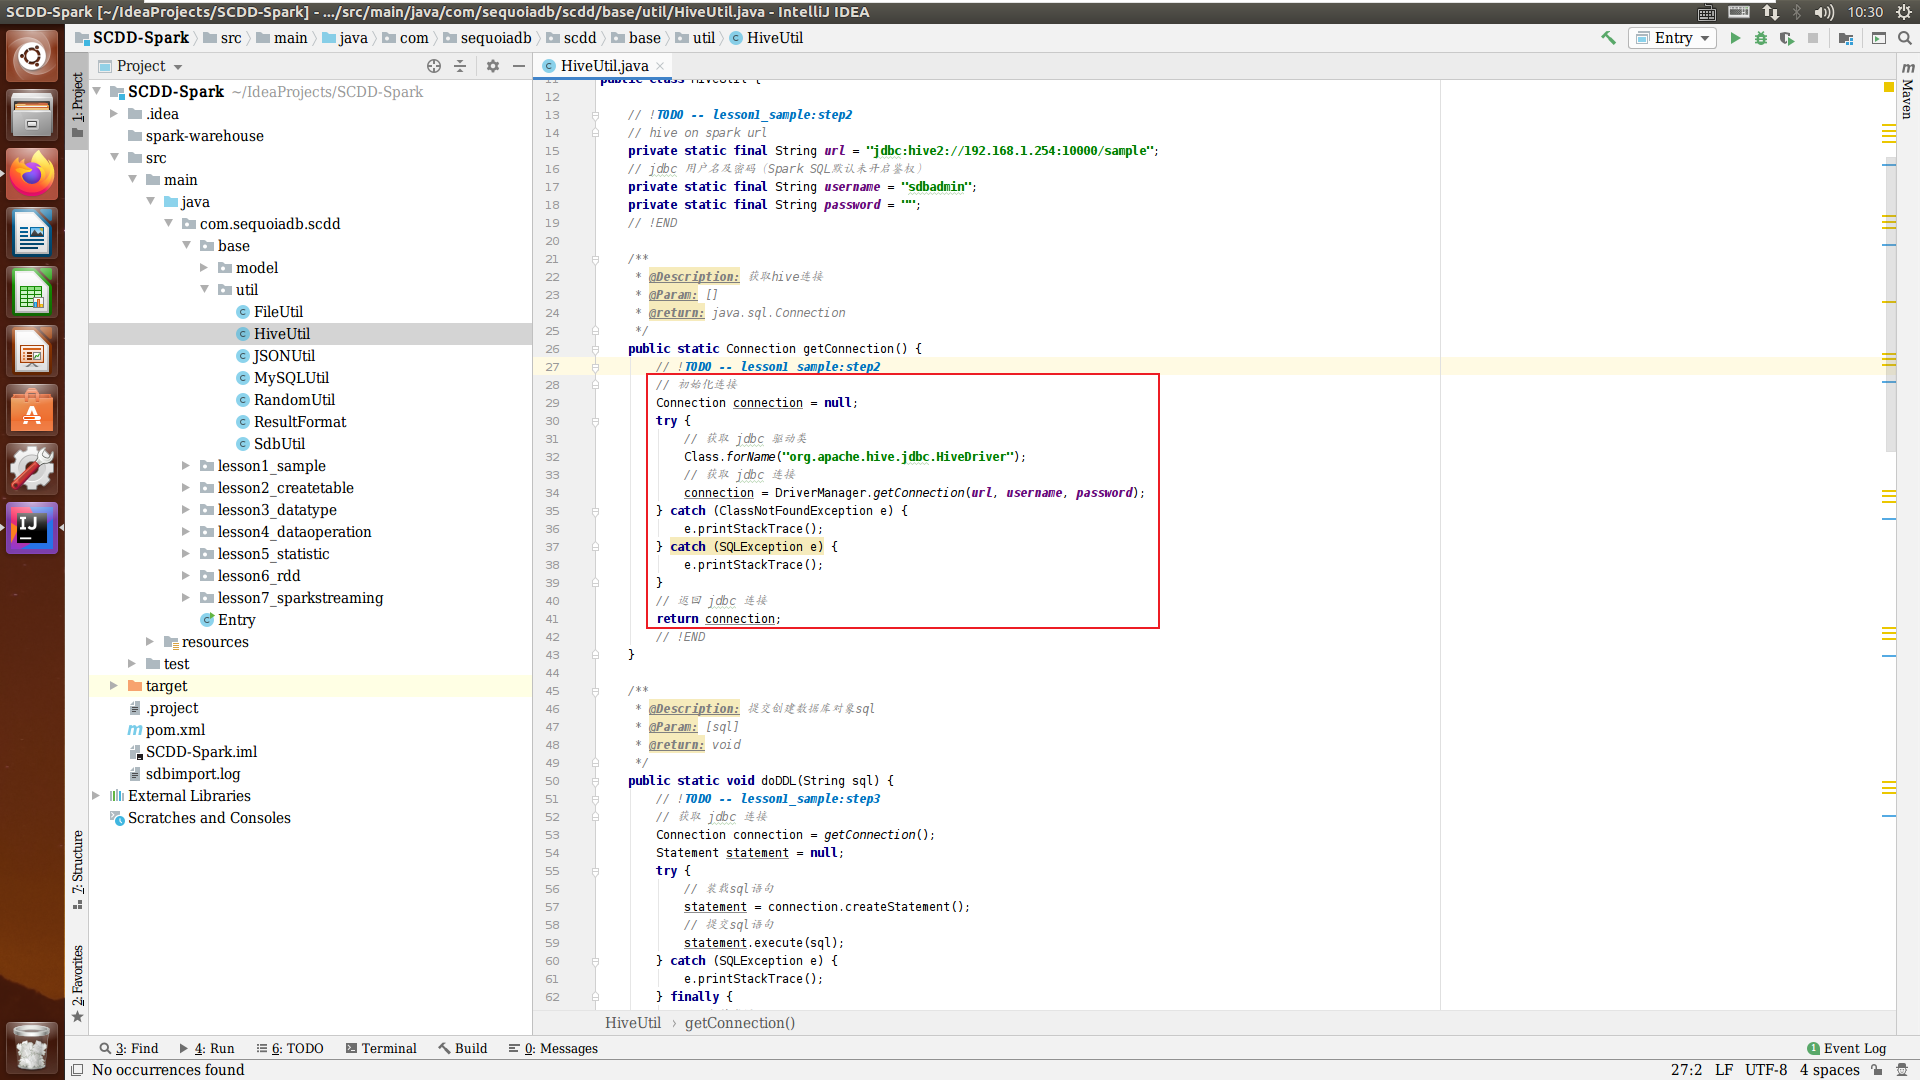 SCDD-Spark [~/IdeaProjects/SCDD-Spark] - .../src/main/java/com/sequoiadb/scdd/base/util/HiveUtil.java - IntelliJ IDEA
10:30
SCDD-Spark src main java com sequoiadb scdd base util HiveUtil
Entry
Project
HiveUtil.java
1: Project
7: Structure
2: Favorites
Maven
SCDD-Spark ~/IdeaProjects/SCDD-Spark
.idea
spark-warehouse
src
main
java
com.sequoiadb.scdd
base
model
util
FileUtil
HiveUtil
JSONUtil
MySQLUtil
RandomUtil
ResultFormat
SdbUtil
lesson1_sample
lesson2_createtable
lesson3_datatype
lesson4_dataoperation
lesson5_statistic
lesson6_rdd
lesson7_sparkstreaming
Entry
resources
test
target
.project
pom.xml
SCDD-Spark.iml
sdbimport.log
External Libraries
Scratches and Consoles
11 public class HiveUtil {
12
13 // !TODO -- lesson1_sample:step2
14 // hive on spark url
15 private static final String url = "jdbc:hive2://192.168.1.254:10000/sample";
16 // jdbc 用户名及密码（Spark SQL默认未开启鉴权）
17 private static final String username = "sdbadmin";
18 private static final String password = "";
19 // !END
20
21 /**
22 * @Description: 获取hive连接
23 * @Param: []
24 * @return: java.sql.Connection
25 */
26 public static Connection getConnection() {
27 // !TODO -- lesson1_sample:step2
28 // 初始化连接
29 Connection connection = null;
30 try {
31 // 获取 jdbc 驱动类
32 Class.forName("org.apache.hive.jdbc.HiveDriver");
33 // 获取 jdbc 连接
34 connection = DriverManager.getConnection(url, username, password);
35 } catch (ClassNotFoundException e) {
36 e.printStackTrace();
37 } catch (SQLException e) {
38 e.printStackTrace();
39 }
40 // 返回 jdbc 连接
41 return connection;
42 // !END
43 }
44
45 /**
46 * @Description: 提交创建数据库对象sql
47 * @Param: [sql]
48 * @return: void
49 */
50 public static void doDDL(String sql) {
51 // !TODO -- lesson1_sample:step3
52 // 获取 jdbc 连接
53 Connection connection = getConnection();
54 Statement statement = null;
55 try {
56 // 装载sql语句
57 statement = connection.createStatement();
58 // 提交sql语句
59 statement.execute(sql);
60 } catch (SQLException e) {
61 e.printStackTrace();
62 } finally {
HiveUtil › getConnection()
3: Find 4: Run 6: TODO Terminal Build 0: Messages 1 Event Log
No occurrences found 27:2 LF UTF-8 4 spaces